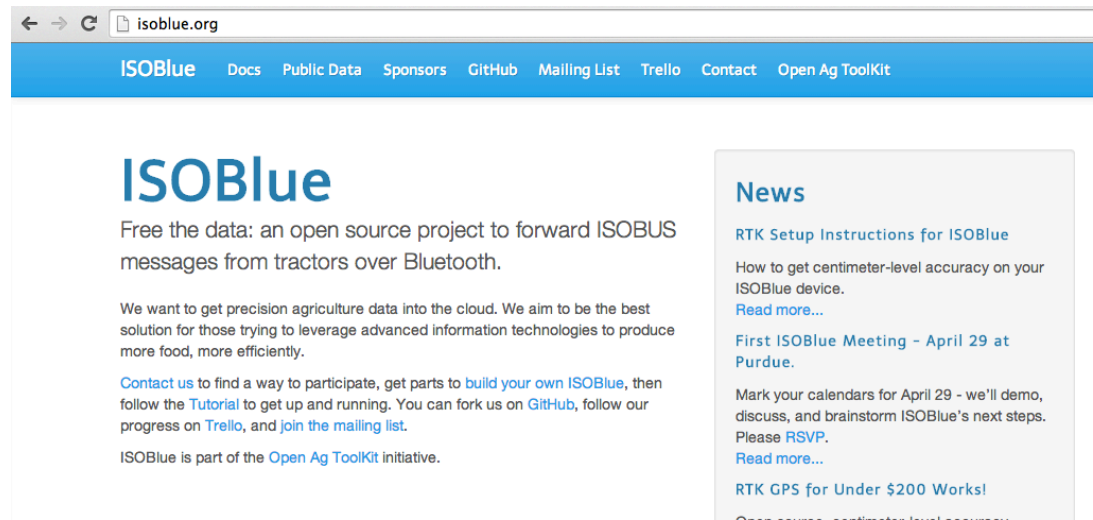 isoblue.org
ISOBlue Docs Public Data Sponsors GitHub Mailing List Trello Contact Open Ag ToolKit
ISOBlue
Free the data: an open source project to forward ISOBUS
messages from tractors over Bluetooth.
We want to get precision agriculture data into the cloud. We aim to be the best
solution for those trying to leverage advanced information technologies to produce
more food, more efficiently.
Contact us to find a way to participate, get parts to build your own ISOBlue, then
follow the Tutorial to get up and running. You can fork us on GitHub, follow our
progress on Trello, and join the mailing list.
ISOBlue is part of the Open Ag ToolKit initiative.
News
RTK Setup Instructions for ISOBlue
How to get centimeter-level accuracy on your
ISOBlue device.
Read more...
First ISOBlue Meeting - April 29 at
Purdue.
Mark your calendars for April 29 - we'll demo,
discuss, and brainstorm ISOBlue's next steps.
Please RSVP.
Read more...
RTK GPS for Under $200 Works!
Open source, centimeter-level accuracy